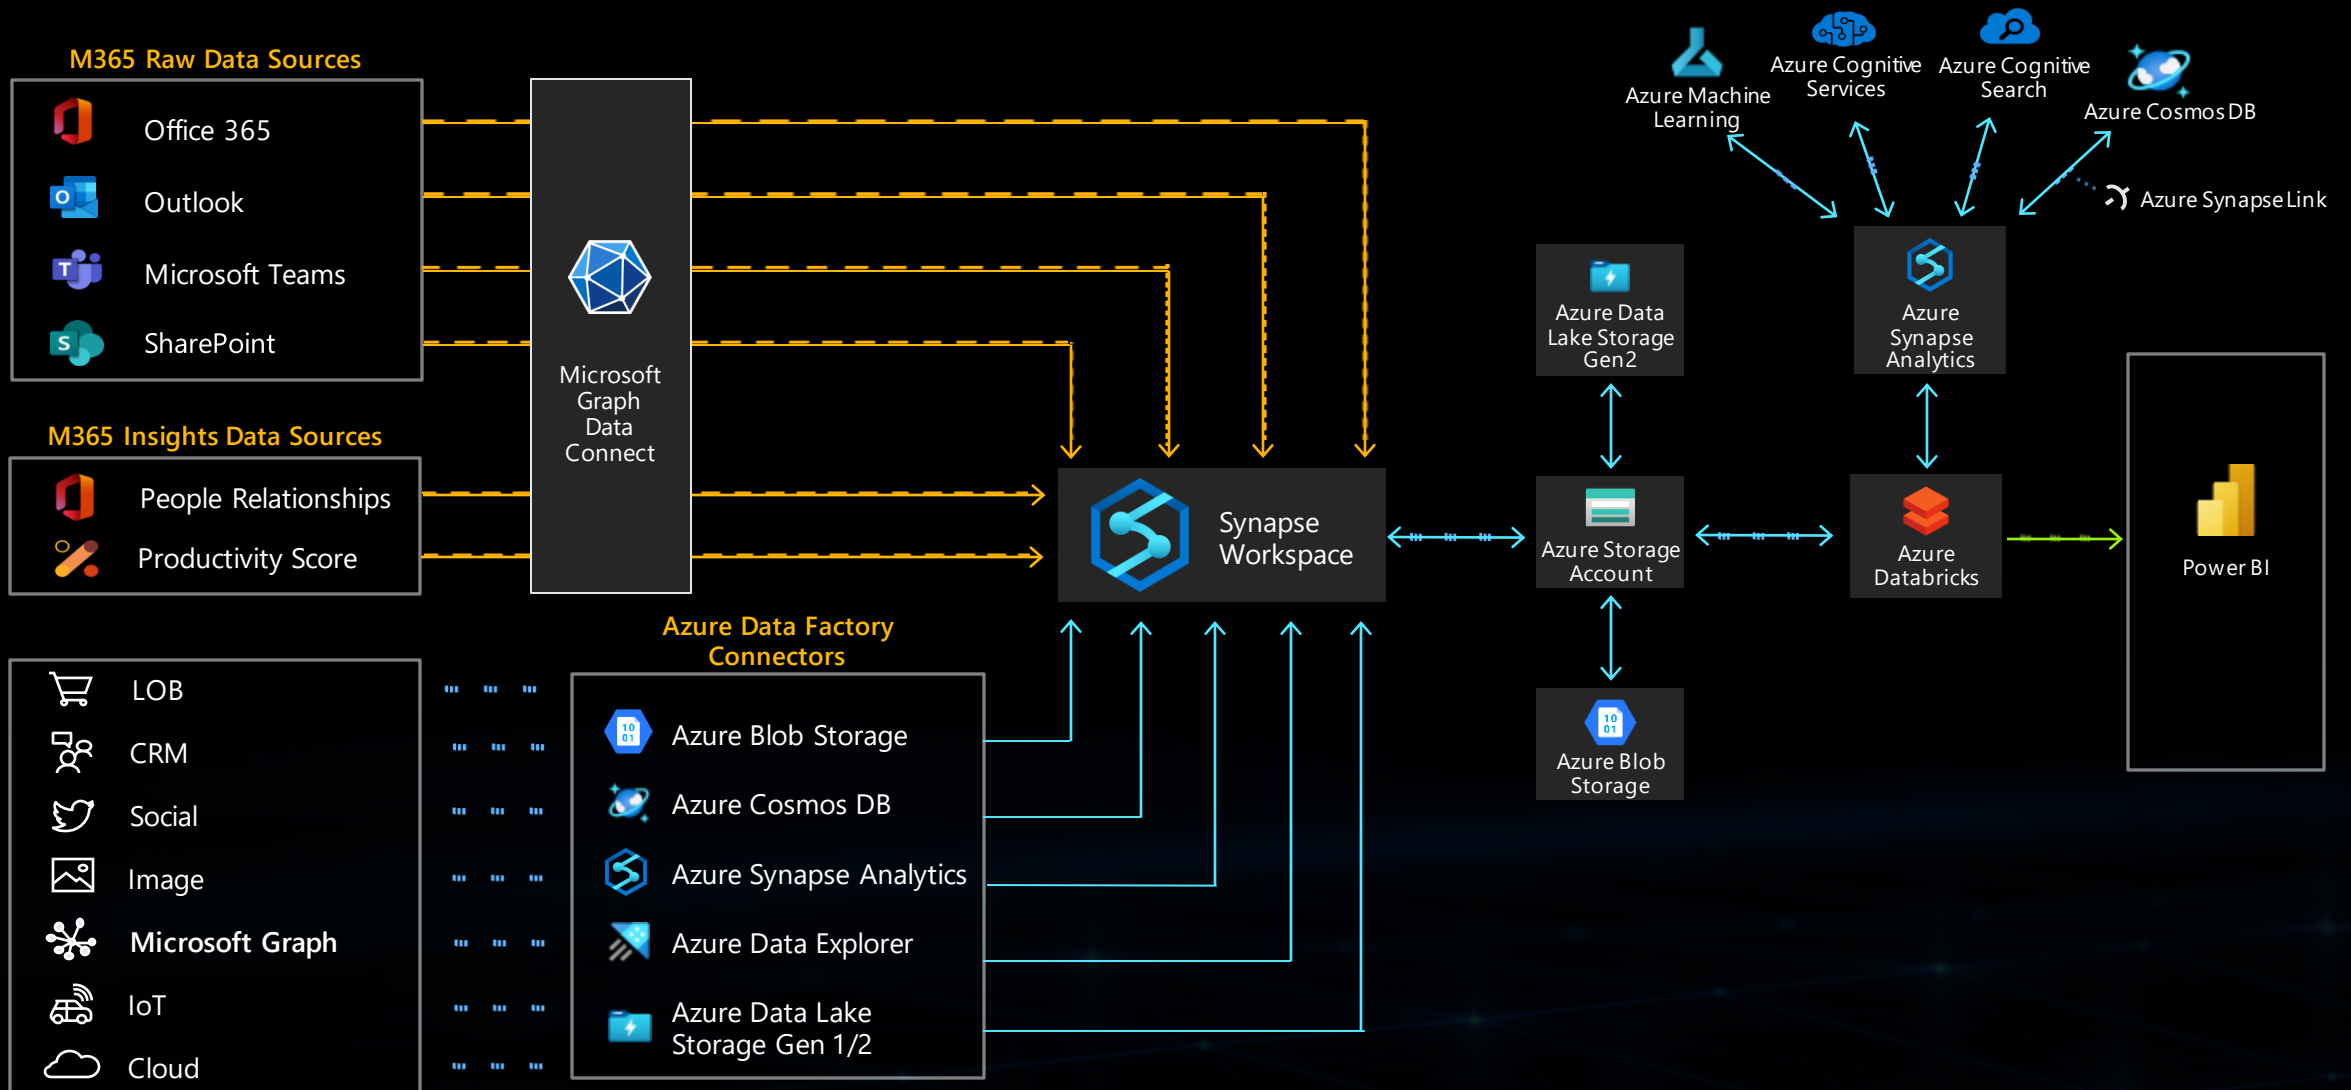 M365 Raw Data Sources
Office 365
Outlook
Microsoft Teams
SharePoint
M365 Insights Data Sources
People Relationships
Productivity Score
LOB
CRM
Social
Image
Microsoft Graph
IoT
Cloud
Microsoft
Graph
Data
Connect
Azure Data Factory
Connectors
Azure Blob Storage
Azure Cosmos DB
Azure Synapse Analytics
Azure Data Explorer
Azure Data Lake
Storage Gen 1/2
Synapse
Workspace
Azure Data
Lake Storage
Gen2
Azure Storage
Account
Azure Blob
Storage
Azure Machine
Learning
Azure Cognitive
Services
Azure Cognitive
Search
Azure Cosmos DB
Azure Synapse Link
Azure
Synapse
Analytics
Azure
Databricks
Power BI